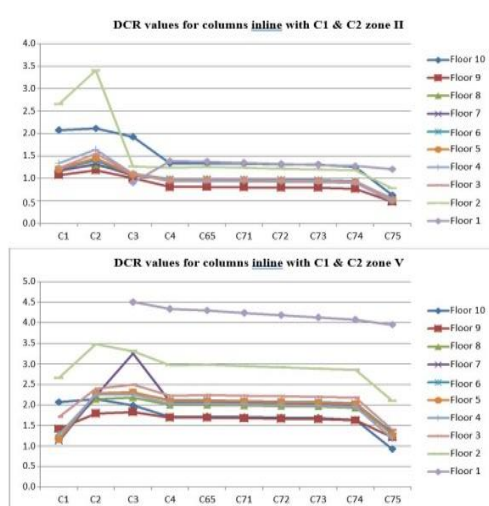 DCR values for columns inline with C1 & C2 zone II
4.0
3.5
3.0
2.5
2.0
1.5
1.0
0.5
0.0
C1 C2 C3 C4 C65 C71 C72 C73 C74 C75
Floor 10
Floor 9
Floor 8
Floor 7
Floor 6
Floor 5
Floor 4
Floor 3
Floor 2
Floor 1
DCR values for columns inline with C1 & C2 zone V
5.0
4.5
4.0
3.5
3.0
2.5
2.0
1.5
1.0
0.5
0.0
C1 C2 C3 C4 C65 C71 C72 C73 C74 C75
Floor 10
Floor 9
Floor 8
Floor 7
Floor 6
Floor 5
Floor 4
Floor 3
Floor 2
Floor 1